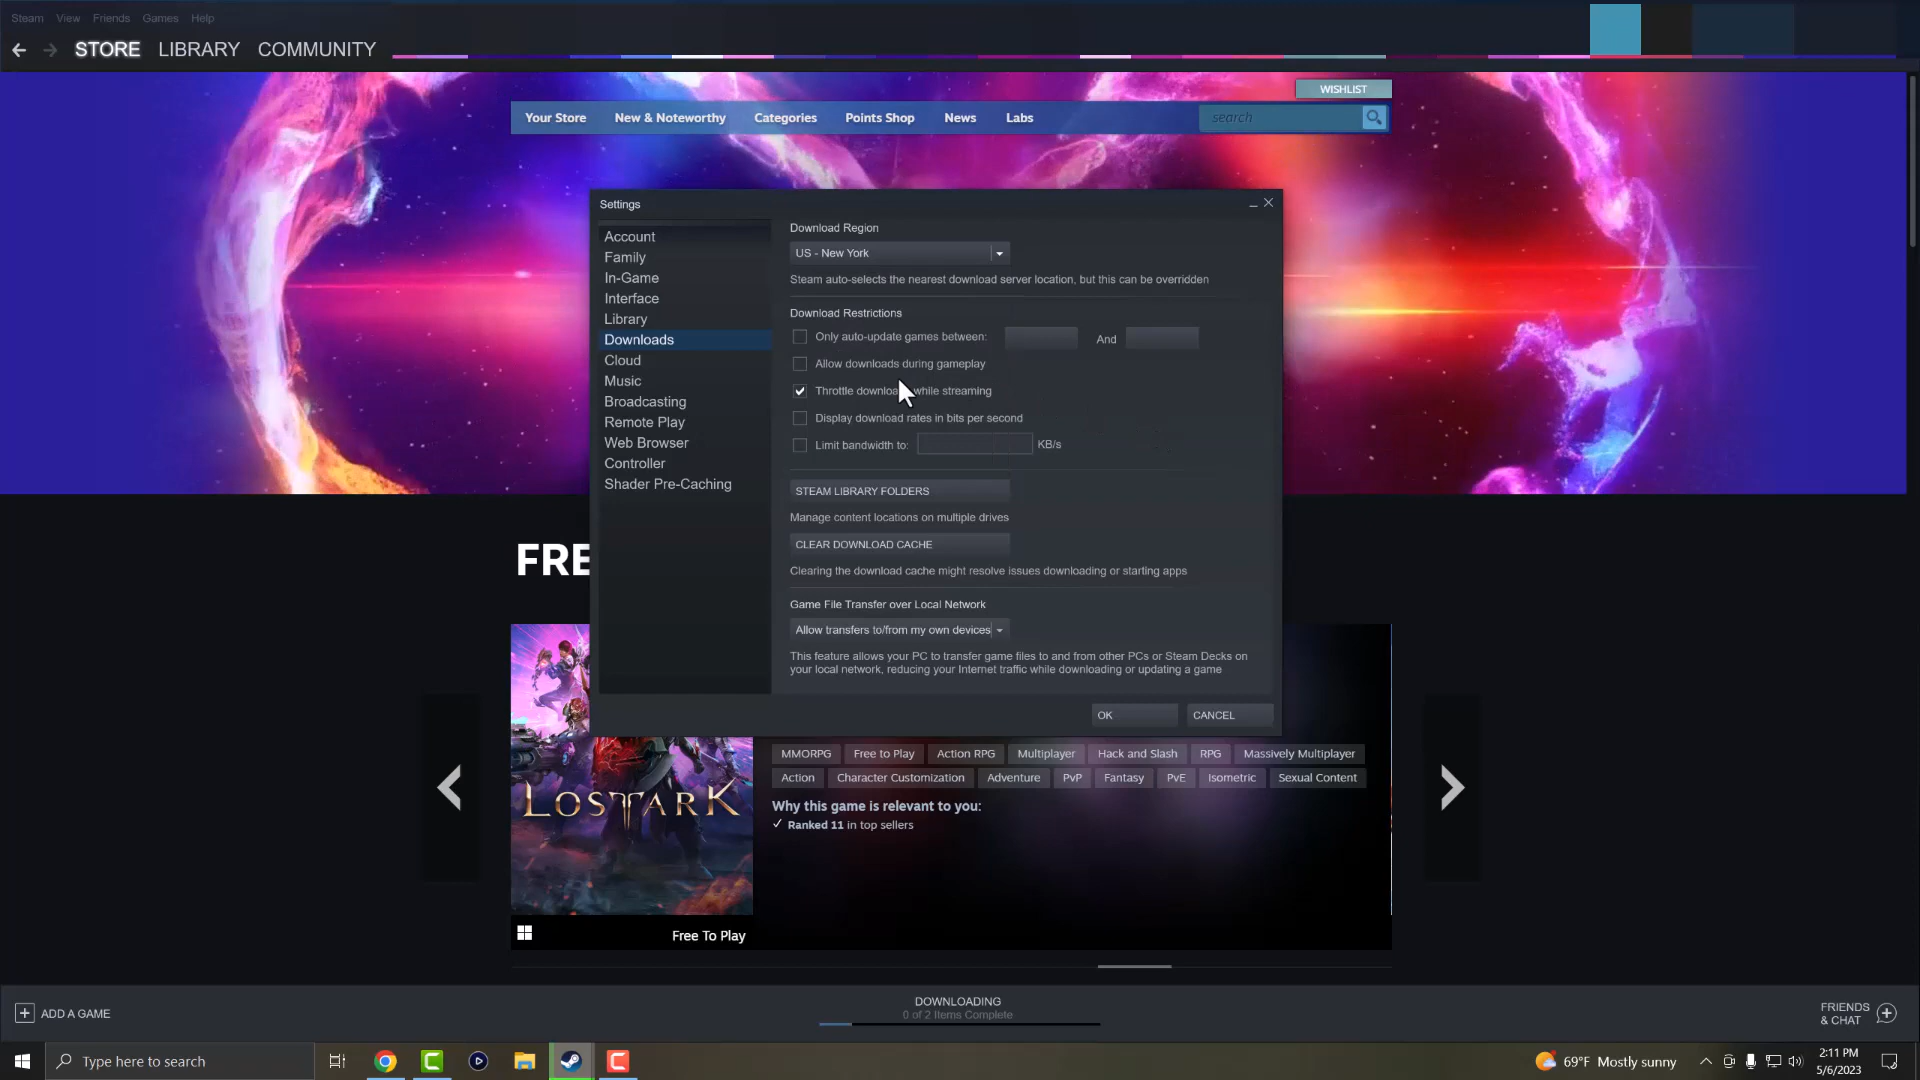 Steam View Friends Games Help
STORE LIBRARY COMMUNITY
WISHLIST
Your Store New & Noteworthy Categories Points Shop News Labs search
Settings
Account
Family
In-Game
Interface
Library
Downloads
Cloud
Music
Broadcasting
Remote Play
Web Browser
Controller
Shader Pre-Caching
Download Region
US - New York
Steam auto-selects the nearest download server location, but this can be overridden
Download Restrictions
Only auto-update games between: And
Allow downloads during gameplay
Throttle downloads while streaming
Display download rates in bits per second
Limit bandwidth to: KB/s
STEAM LIBRARY FOLDERS
Manage content locations on multiple drives
CLEAR DOWNLOAD CACHE
Clearing the download cache might resolve issues downloading or starting apps
Game File Transfer over Local Network
Allow transfers to/from my own devices
This feature allows your PC to transfer game files to and from other PCs or Steam Decks on
your local network, reducing your Internet traffic while downloading or updating a game
OK CANCEL
FRE
LOST ARK
MMORPG Free to Play Action RPG Multiplayer Hack and Slash RPG Massively Multiplayer
Action Character Customization Adventure PvP Fantasy PvE Isometric Sexual Content
Why this game is relevant to you:
Ranked 11 in top sellers
Free To Play
ADD A GAME
DOWNLOADING
0 of 2 Items Complete
FRIENDS
& CHAT
Type here to search
69°F Mostly sunny
2:11 PM
5/6/2023